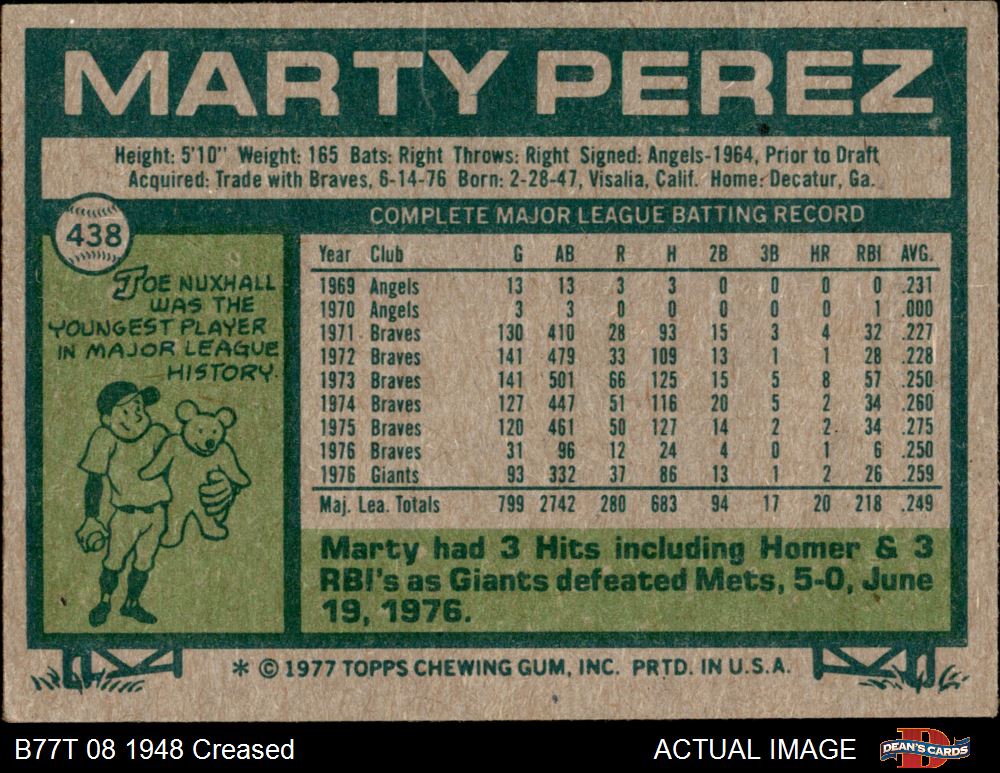 MARTY PEREZ
Height: 5'10" Weight: 165 Bats: Right Throws: Right Signed: Angels-1964, Prior to Draft
Acquired: Trade with Braves, 6-14-76 Born: 2-28-47, Visalia, Calif. Home: Decatur, Ga.
438
JOE NUXHALL
WAS THE
YOUNGEST PLAYER
IN MAJOR LEAGUE
HISTORY.
COMPLETE MAJOR LEAGUE BATTING RECORD
Year Club G AB R H 2B 3B HR RBI AVG.
1969 Angels 13 13 3 3 0 0 0 0 .231
1970 Angels 3 3 0 0 0 0 0 1 .000
1971 Braves 130 410 28 93 15 3 4 32 .227
1972 Braves 141 479 33 109 13 1 1 28 .228
1973 Braves 141 501 66 125 15 5 8 57 .250
1974 Braves 127 447 51 116 20 5 2 34 .260
1975 Braves 120 461 50 127 14 2 2 34 .275
1976 Braves 31 96 12 24 4 0 1 6 .250
1976 Giants 93 332 37 86 13 1 2 26 .259
Maj. Lea. Totals 799 2742 280 683 94 17 20 218 .249
Marty had 3 Hits including Homer & 3
RBI's as Giants defeated Mets, 5-0, June
19, 1976.
* © 1977 TOPPS CHEWING GUM, INC. PRTD. IN U.S.A.
B77T 08 1948 Creased
ACTUAL IMAGE
DEAN'S CARDS